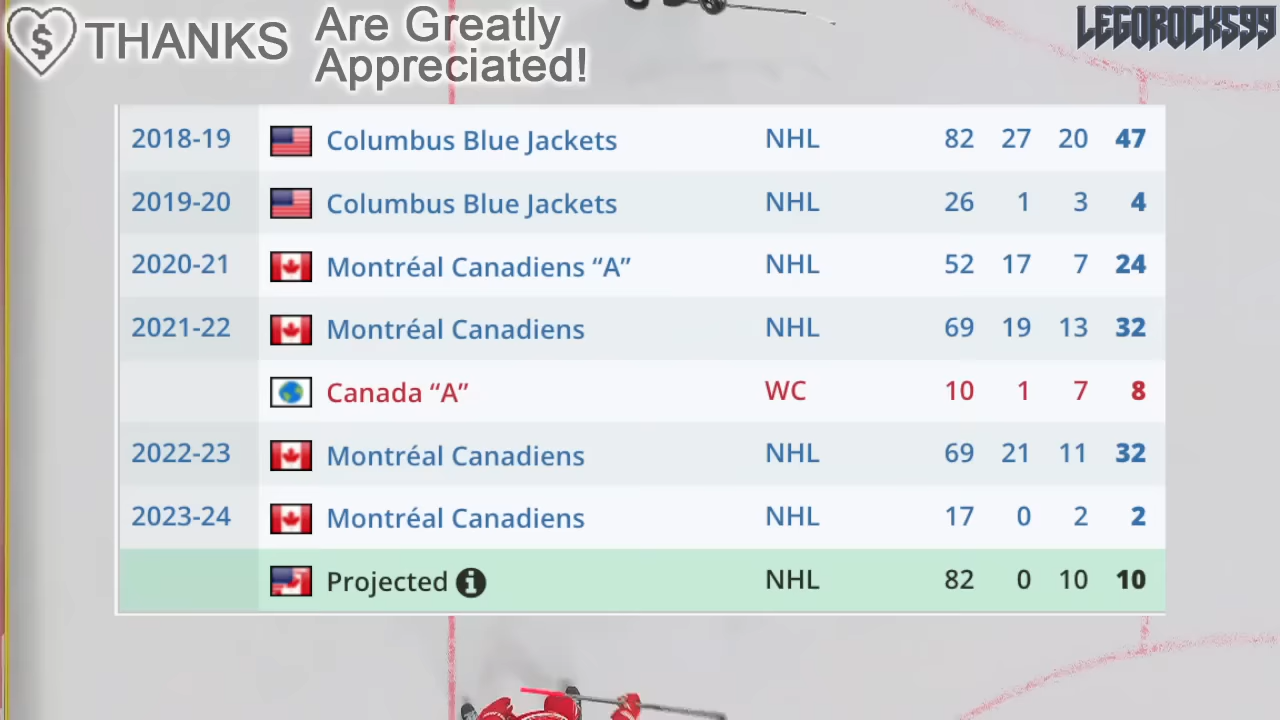 $ THANKS Are Greatly
Appreciated!
LEGOROCKS99
2018-19 Columbus Blue Jackets NHL 82 27 20 47
2019-20 Columbus Blue Jackets NHL 26 1 3 4
2020-21 Montréal Canadiens “A” NHL 52 17 7 24
2021-22 Montréal Canadiens NHL 69 19 13 32
Canada “A” WC 10 1 7 8
2022-23 Montréal Canadiens NHL 69 21 11 32
2023-24 Montréal Canadiens NHL 17 0 2 2
Projected i NHL 82 0 10 10